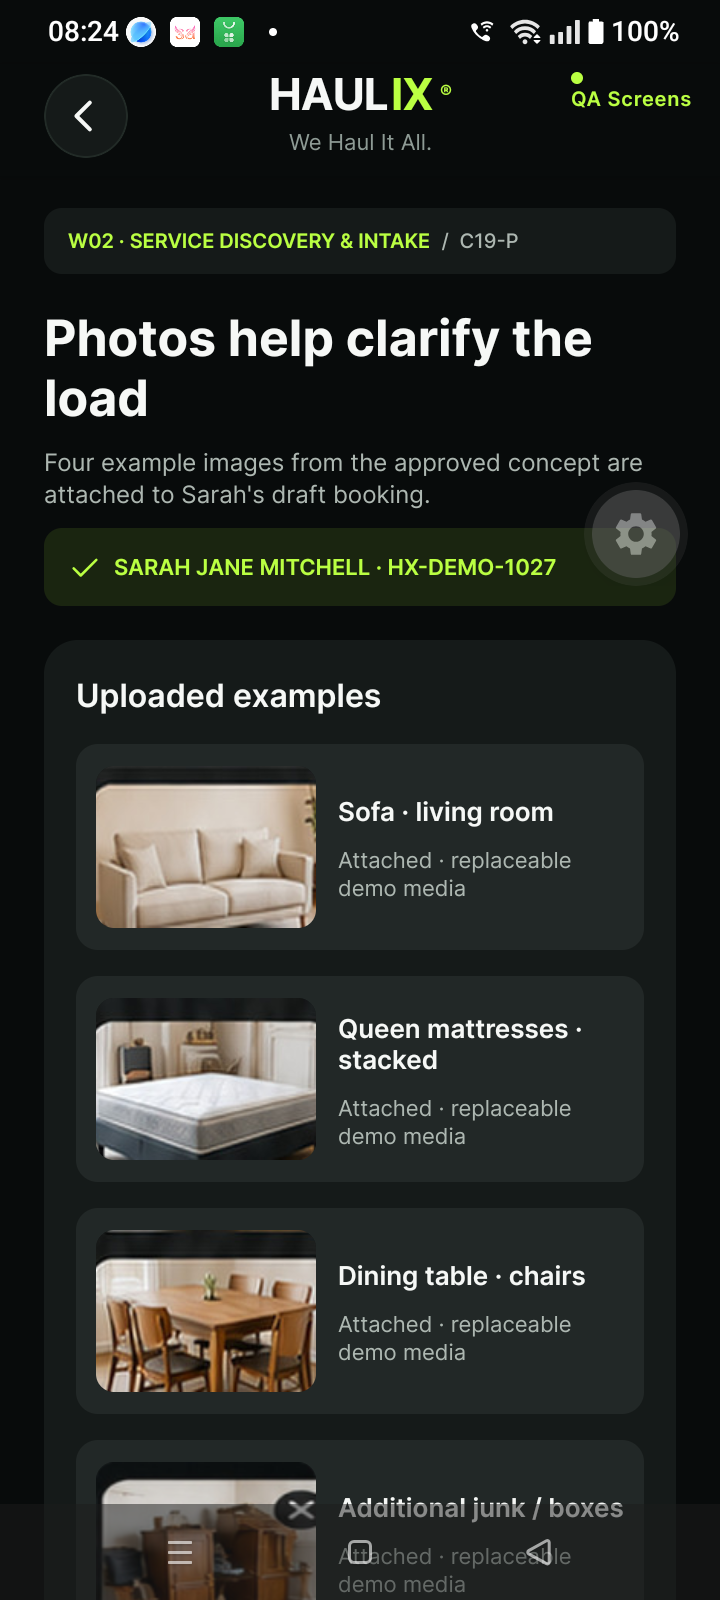 08:24
100%
HAULIX ®
We Haul It All.
QA Screens
W02 · SERVICE DISCOVERY & INTAKE / C19-P
Photos help clarify the
load
Four example images from the approved concept are
attached to Sarah's draft booking.
SARAH JANE MITCHELL · HX-DEMO-1027
Uploaded examples
Sofa · living room
Attached · replaceable
demo media
Queen mattresses ·
stacked
Attached · replaceable
demo media
Dining table · chairs
Attached · replaceable
demo media
Additional junk / boxes
Attached · replaceable
demo media